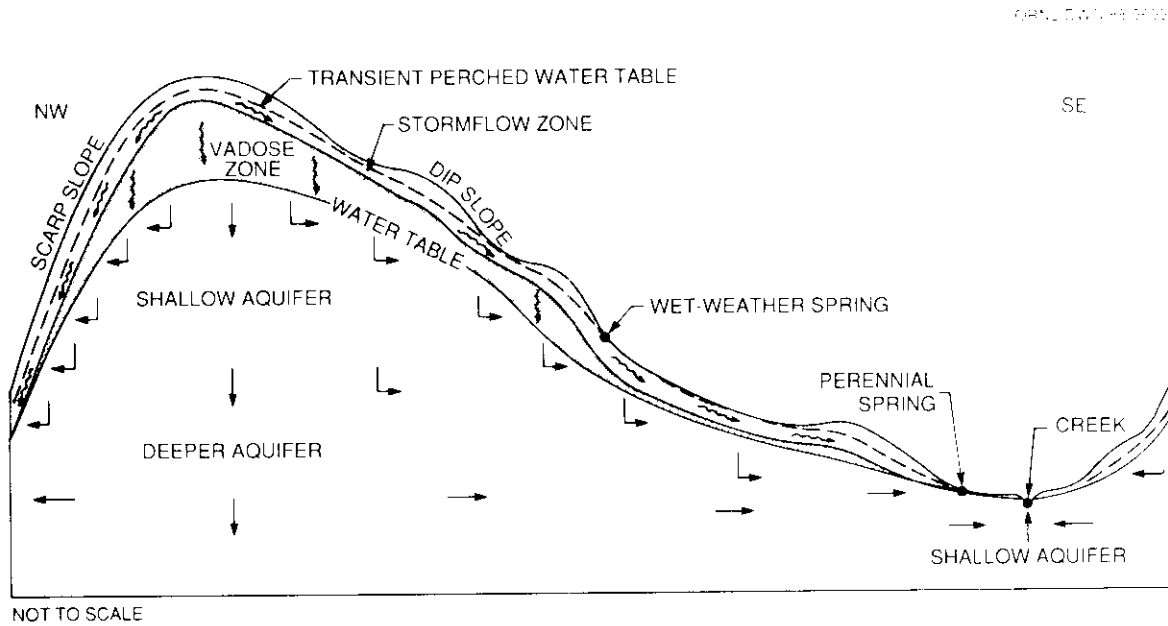 TRANSIENT PERCHED WATER TABLE
NW
SE
STORMFLOW ZONE
VADOSE
ZONE
SCARP SLOPE
DIP SLOPE
WATER TABLE
SHALLOW AQUIFER
WET-WEATHER SPRING
PERENNIAL
SPRING
CREEK
DEEPER AQUIFER
SHALLOW AQUIFER
NOT TO SCALE